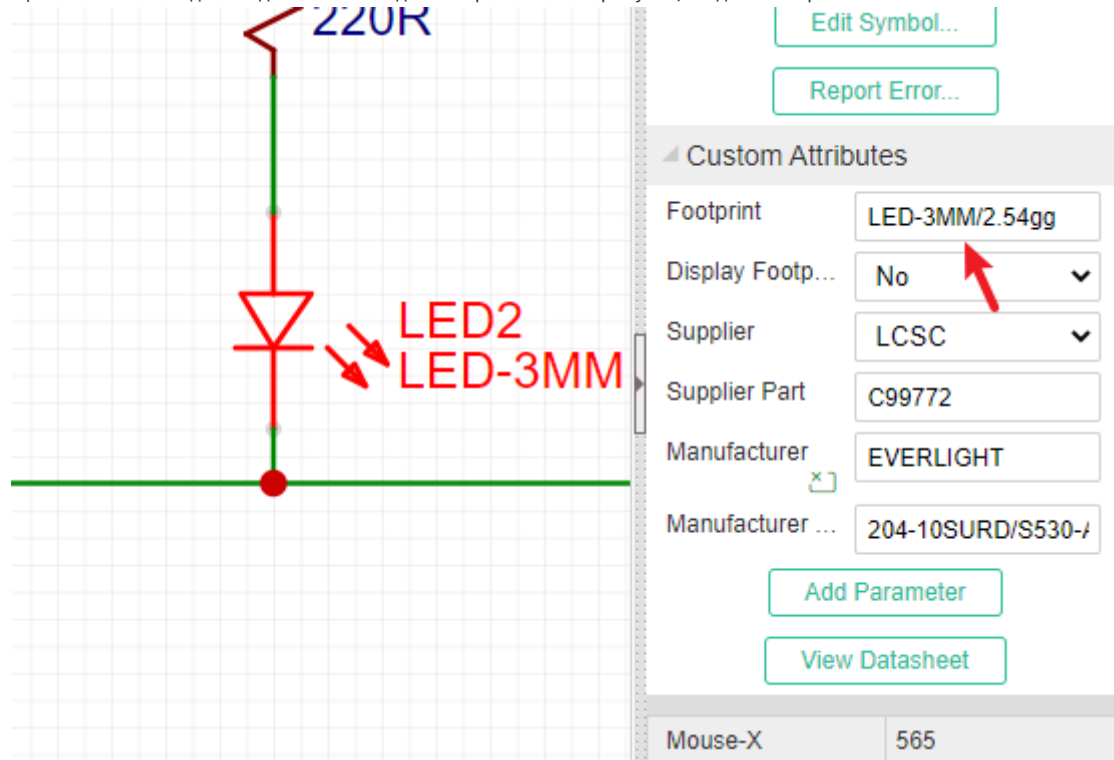 220R
LED2
LED-3MM
Edit Symbol...
Report Error...
Custom Attributes
Footprint
LED-3MM/2.54gg
Display Footp...
No
Supplier
LCSC
Supplier Part
C99772
Manufacturer
EVERLIGHT
Manufacturer ...
204-10SURD/S530-A
Add Parameter
View Datasheet
Mouse-X
565